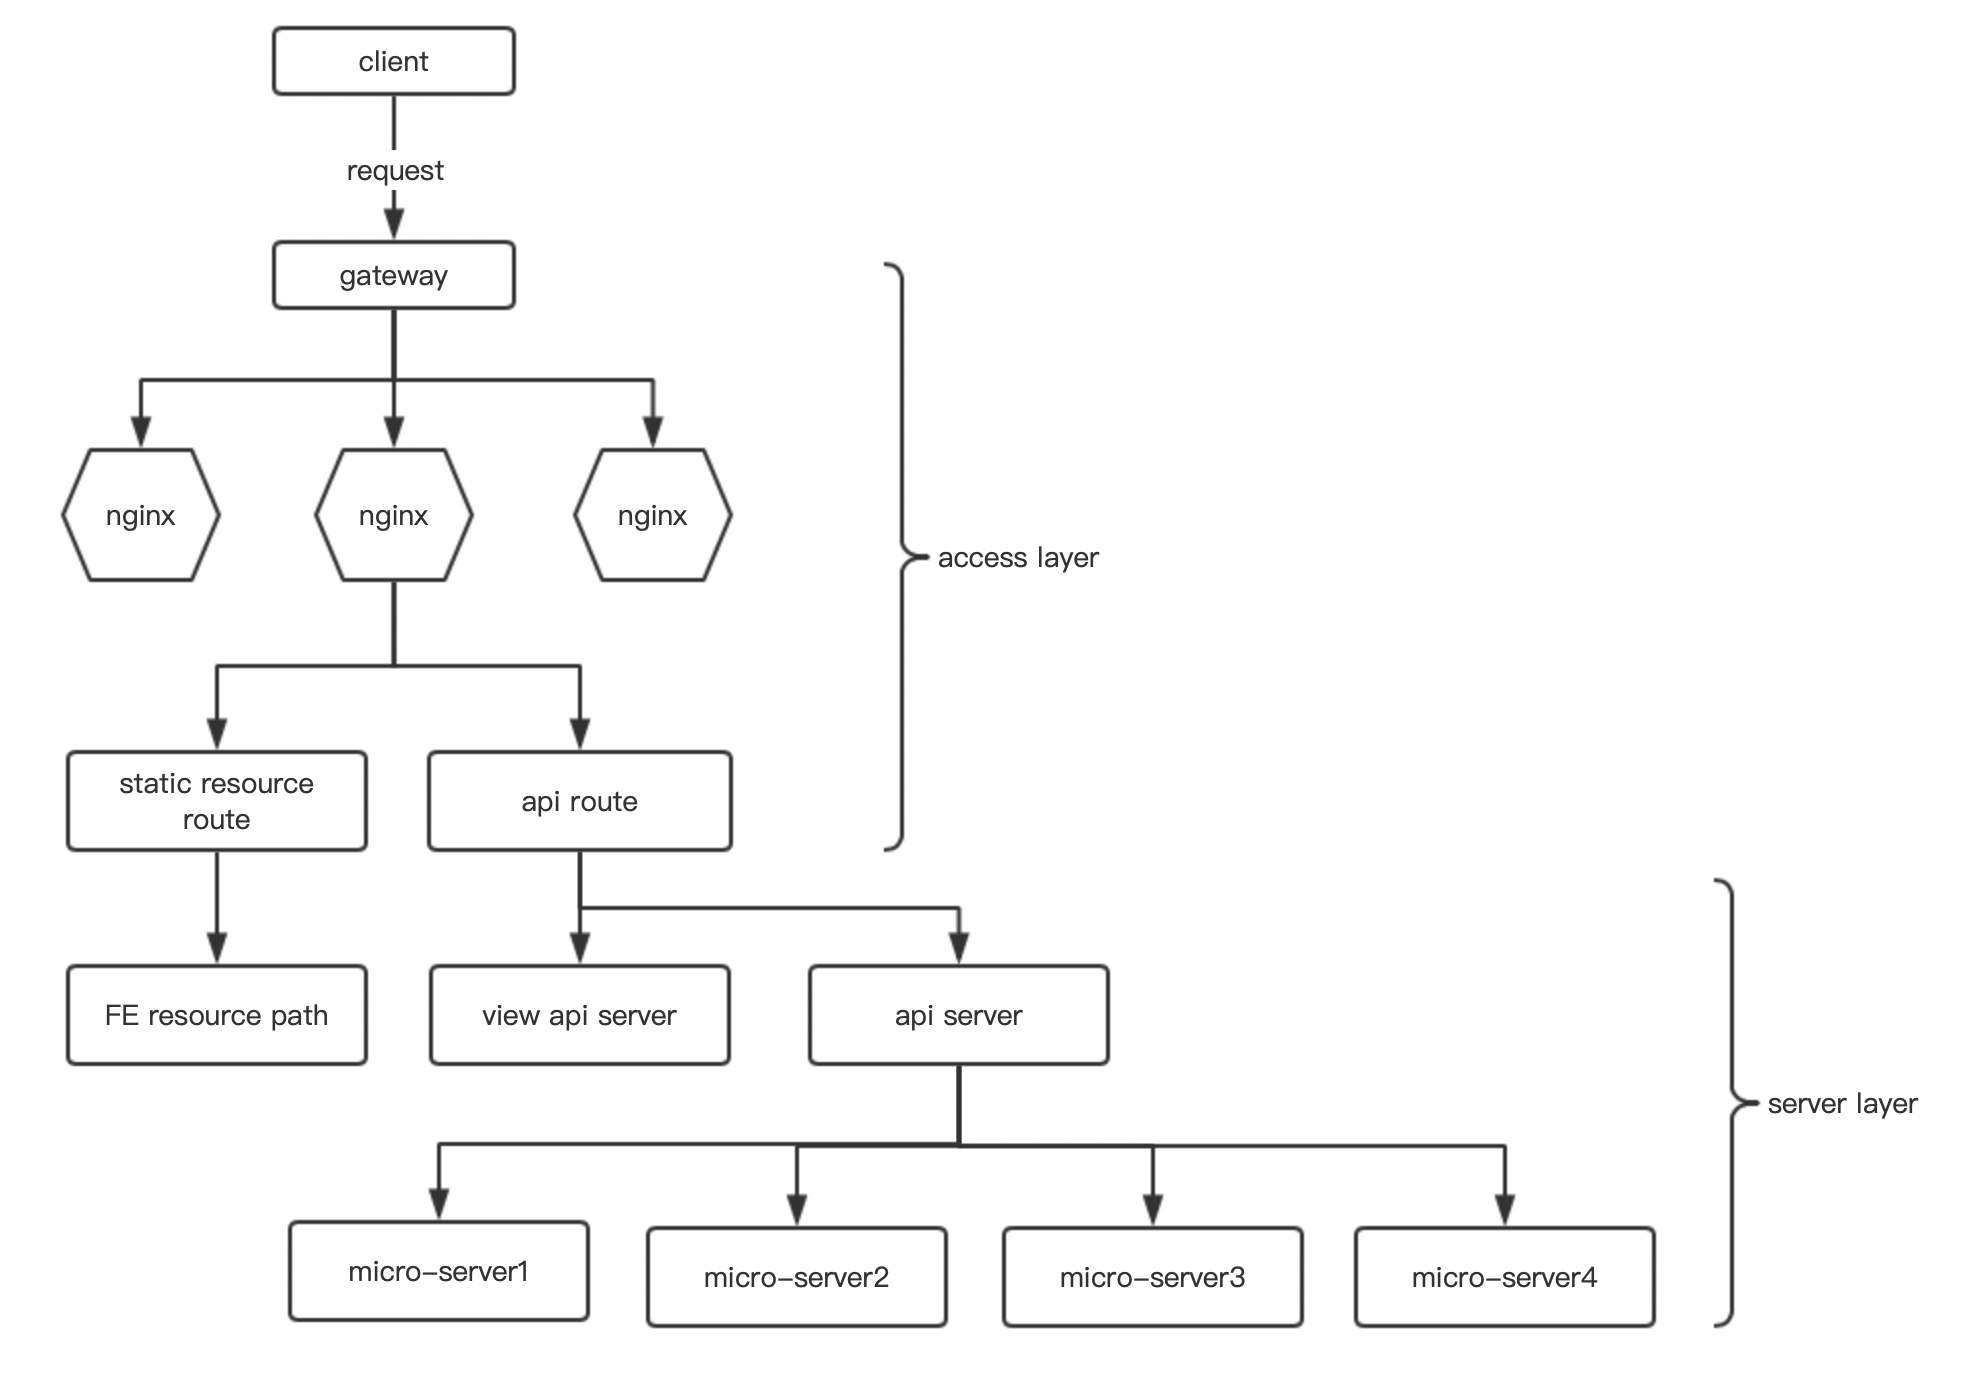 client
request
gateway
nginx
nginx
nginx
access layer
static resource
route
api route
FE resource path
view api server
api server
server layer
micro–server1
micro–server2
micro–server3
micro–server4